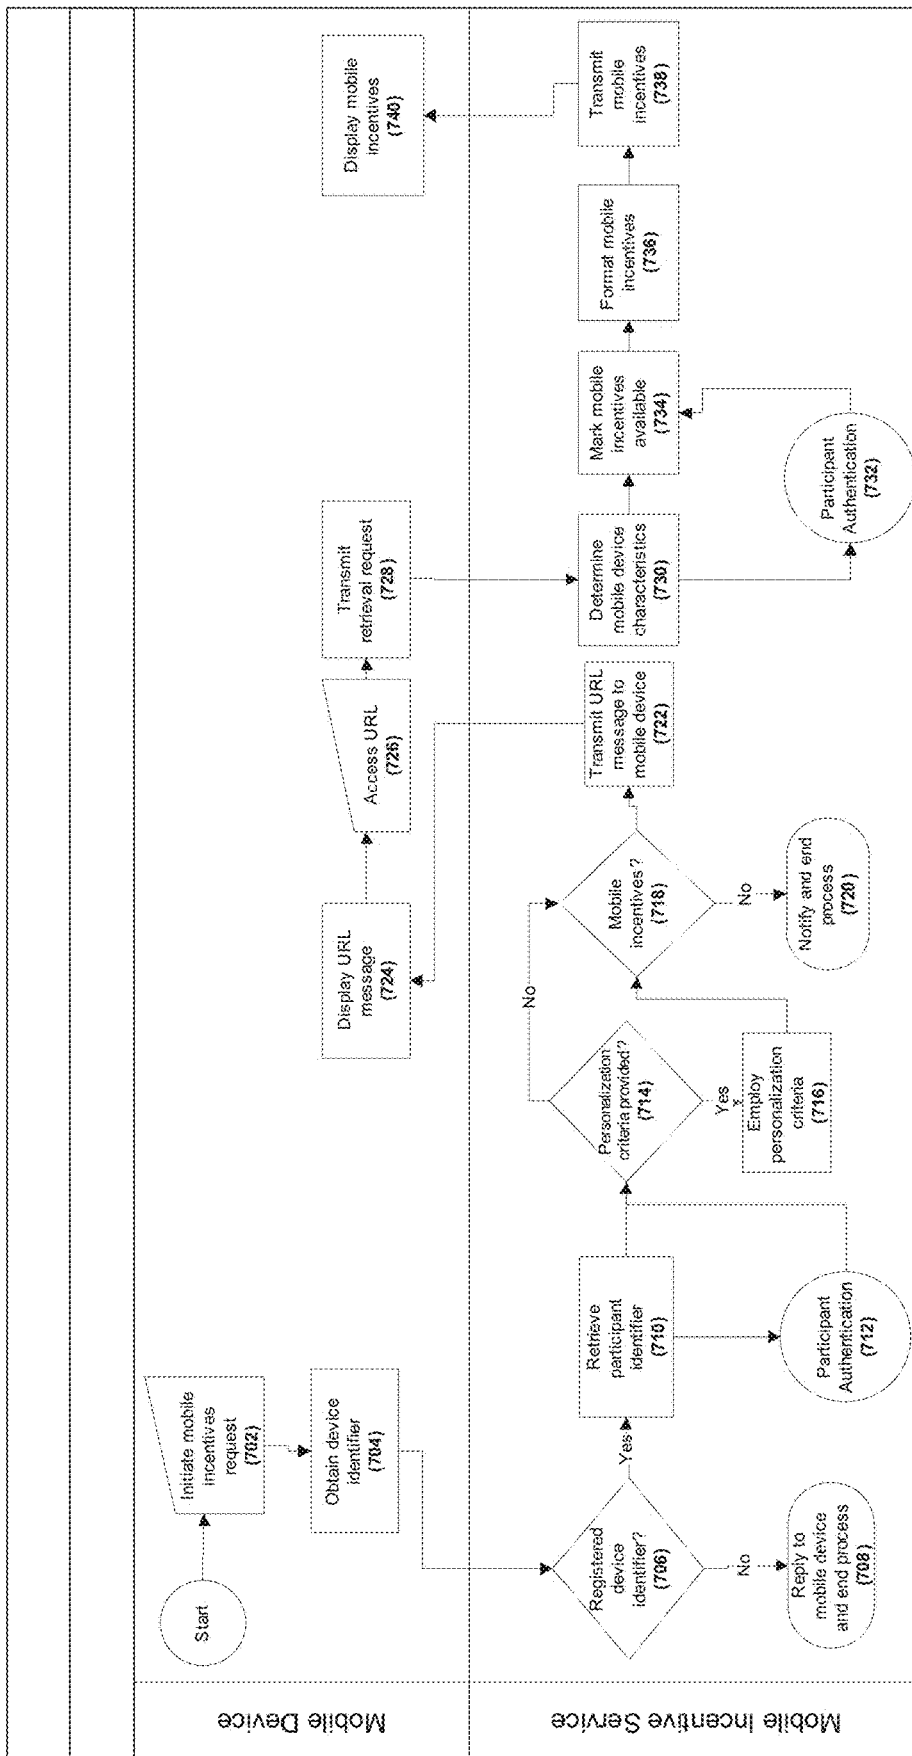 Mobile Device
Start
Initiate mobile
incentives
request
(702)
Obtain device
identifier
(704)
Display URL
message
(724)
Access URL
(726)
Transmit
retrieval request
(728)
Display mobile
incentives
(740)
Mobile Incentive Service
Registered
device
identifier?
(706)
No
Reply to
mobile device
and end process
(708)
Yes
Retrieve
participant
identifier
(710)
Participant
Authentication
(712)
Personalization
criteria provided?
(714)
Yes
Employ
personalization
criteria
(716)
No
Mobile
incentives?
(718)
No
Notify and end
process
(720)
Transmit URL
message to
mobile device
(722)
Determine
mobile device
characteristics
(730)
Participant
Authentication
(732)
Mark mobile
incentives
available
(734)
Format mobile
incentives
(736)
Transmit
mobile
incentives
(738)